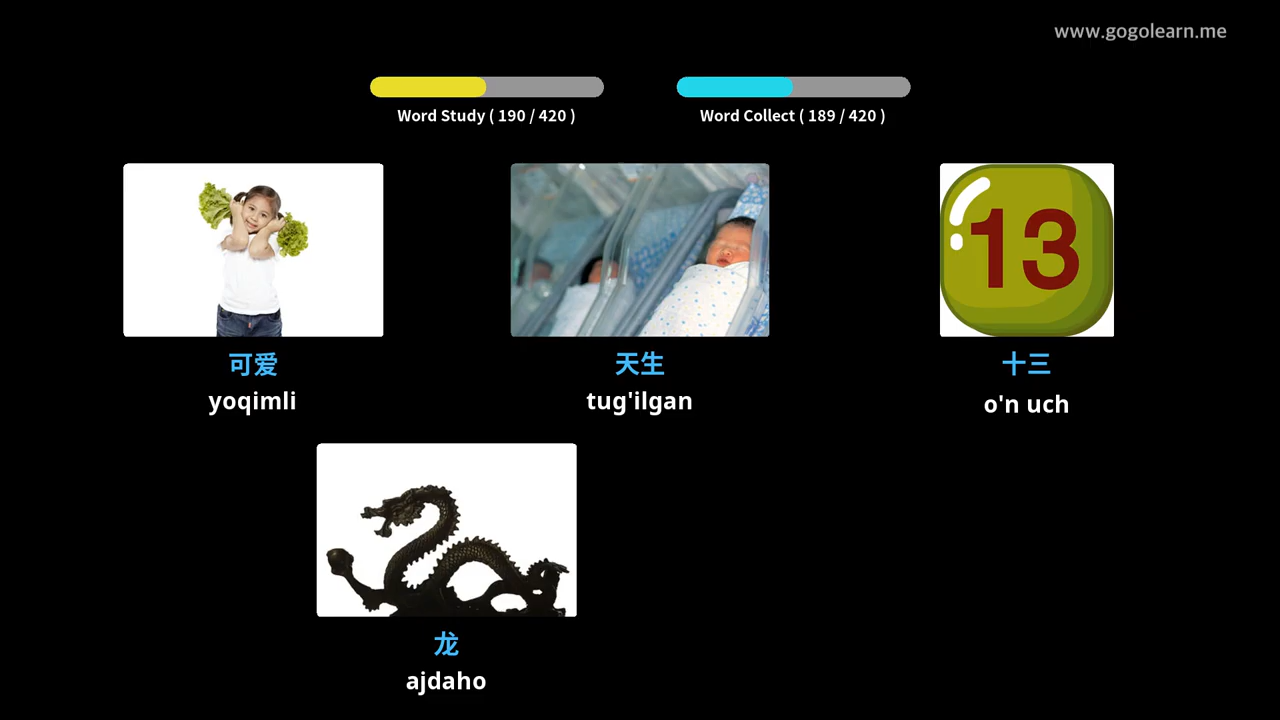 www.gogolearn.me
Word Study ( 190 / 420 )
Word Collect ( 189 / 420 )
13
可爱
yoqimli
天生
tug'ilgan
十三
o'n uch
龙
ajdaho